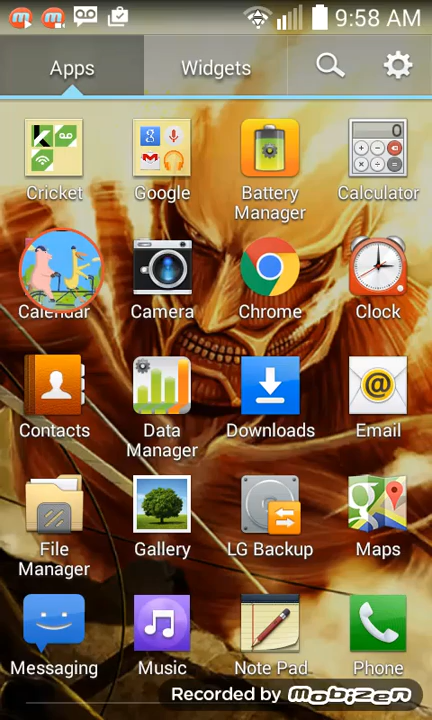 9:58 AM
Apps
Widgets
0
Cricket
Google
Battery Manager
Calculator
Calendar
Camera
Chrome
Clock
Contacts
Data Manager
Downloads
Email
File Manager
Gallery
LG Backup
Maps
Messaging
Music
Note Pad
Phone
Recorded by Mobizen